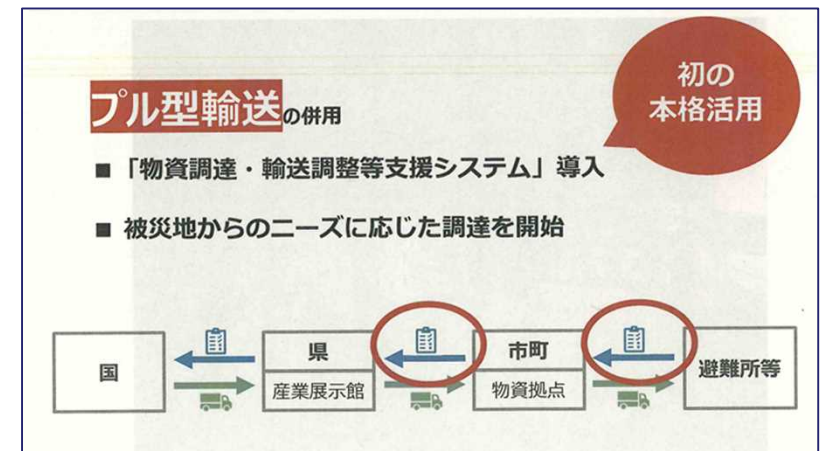 初の
本格活用
プル型輸送の併用
■「物資調達・輸送調整等支援システム」導入
■ 被災地からのニーズに応じた調達を開始
国
県
産業展示館
市町
物資拠点
避難所等